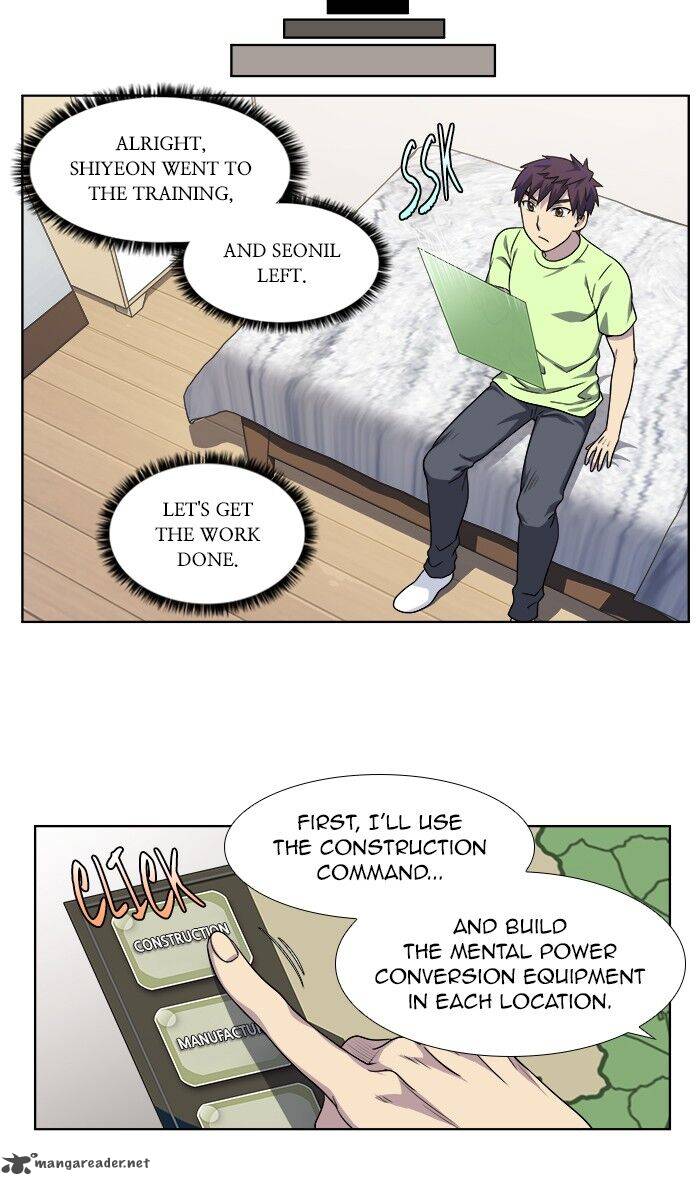 ALRIGHT,
SHIYEON WENT TO
THE TRAINING,
AND SEONIL
LEFT.
SSK
LET'S GET
THE WORK
DONE.
FIRST, I'LL USE
THE CONSTRUCTION
COMMAND...
CLICK
AND BUILD
THE MENTAL POWER
CONVERSION EQUIPMENT
IN EACH LOCATION.
CONSTRUCTION
MANUFACTU
mangareader.net